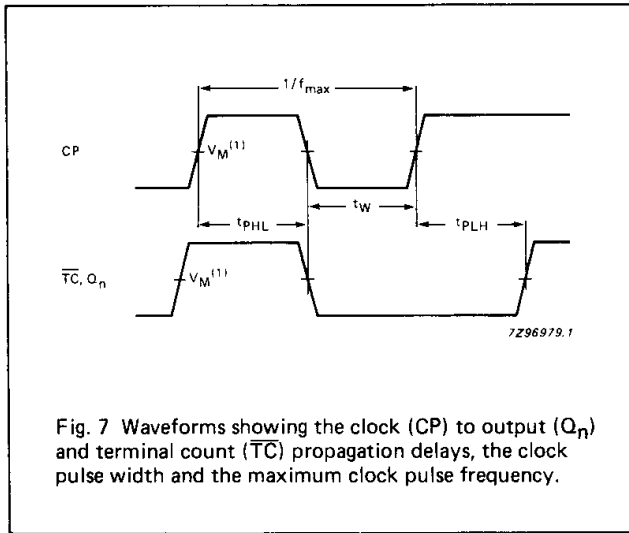 1/fmax
CP
VM(1)
tW
tPHL
tPLH
TC, Qn
VM(1)
7Z96979.1
Fig. 7 Waveforms showing the clock (CP) to output (Qn)
and terminal count (TC) propagation delays, the clock
pulse width and the maximum clock pulse frequency.